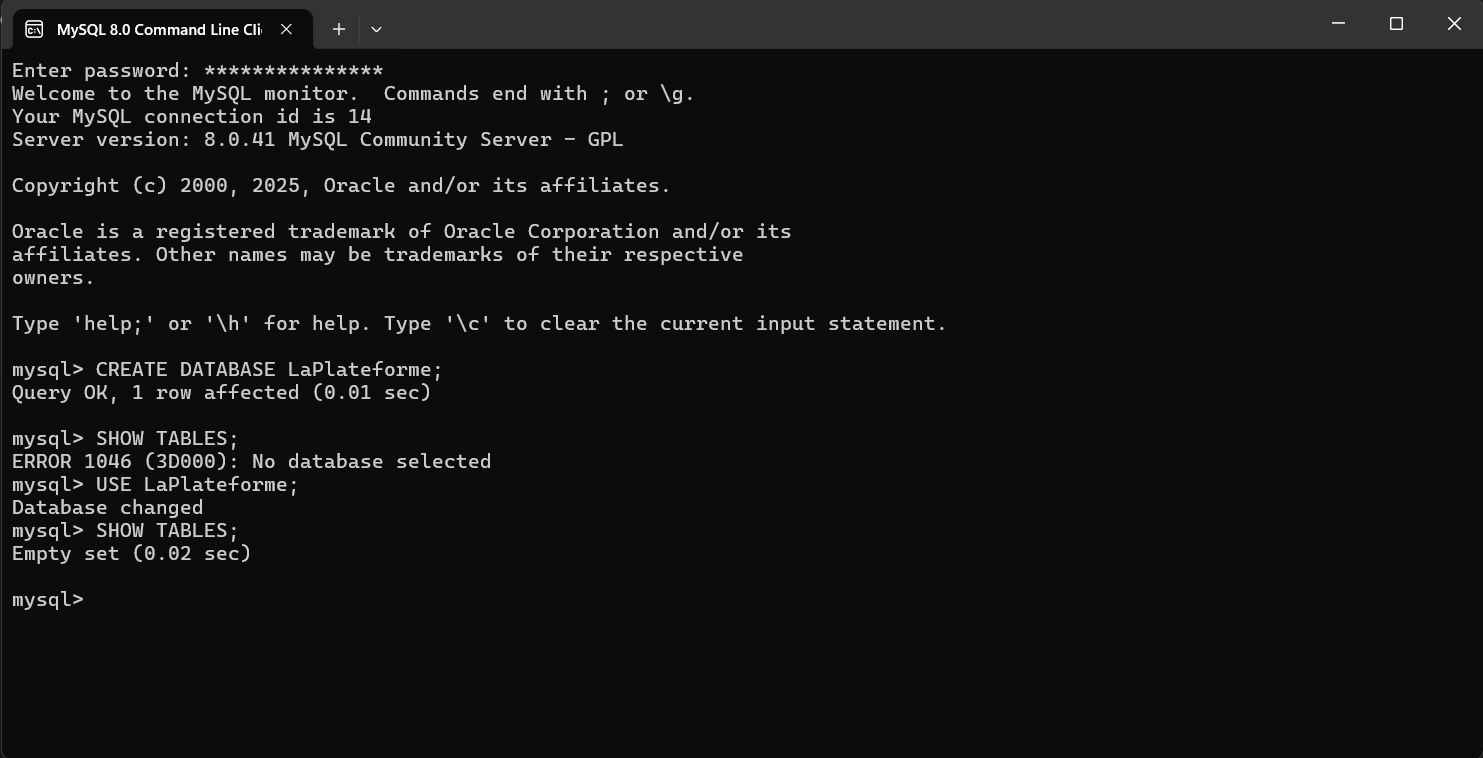 MySQL 8.0 Command Line Cli
Enter password: ***************
Welcome to the MySQL monitor.  Commands end with ; or \g.
Your MySQL connection id is 14
Server version: 8.0.41 MySQL Community Server - GPL
Copyright (c) 2000, 2025, Oracle and/or its affiliates.
Oracle is a registered trademark of Oracle Corporation and/or its
affiliates. Other names may be trademarks of their respective
owners.
Type 'help;' or '\h' for help. Type '\c' to clear the current input statement.
mysql> CREATE DATABASE LaPlateforme;
Query OK, 1 row affected (0.01 sec)
mysql> SHOW TABLES;
ERROR 1046 (3D000): No database selected
mysql> USE LaPlateforme;
Database changed
mysql> SHOW TABLES;
Empty set (0.02 sec)
mysql>